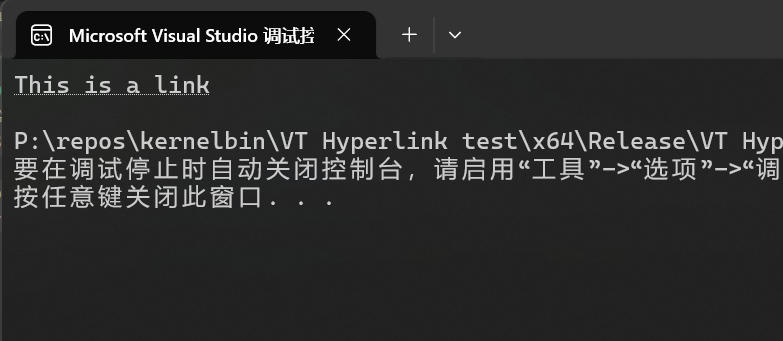 Microsoft Visual Studio 调试控
This is a link
P:\repos\kernelbin\VT Hyperlink test\x64\Release\VT Hyp
要在调试停止时自动关闭控制台，请启用“工具”->“选项”->“调
按任意键关闭此窗口. . .